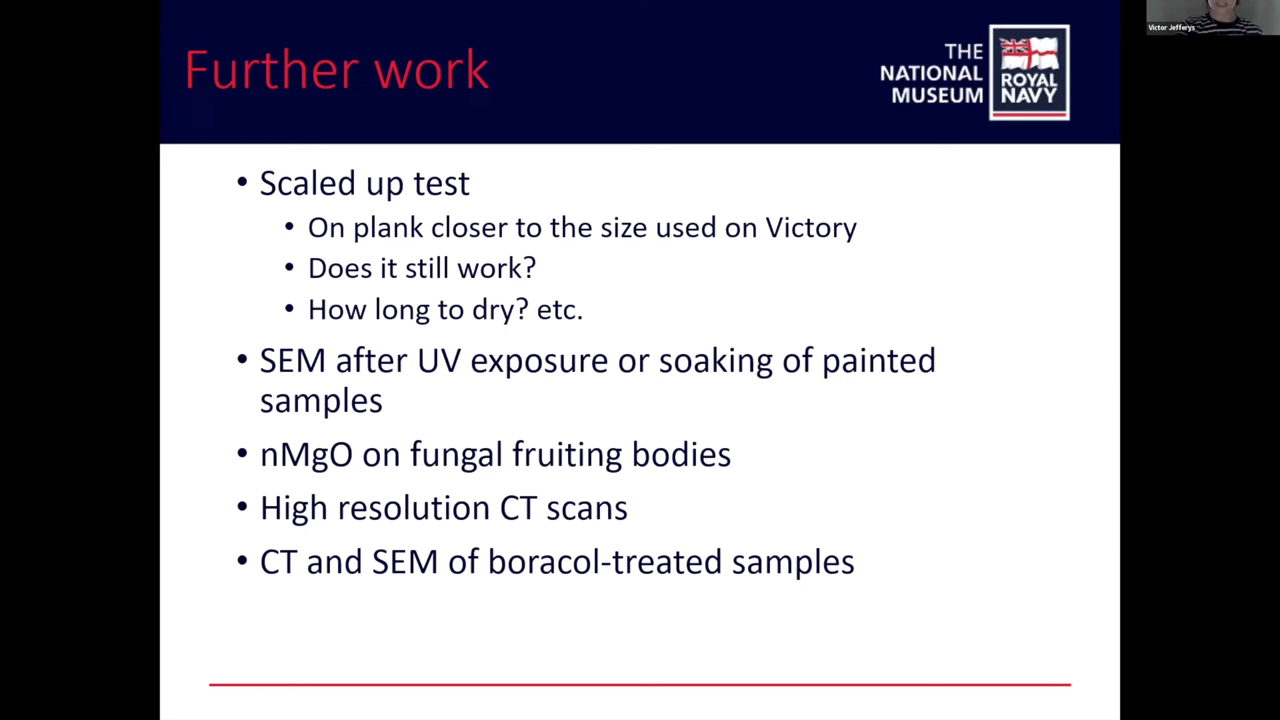 Further work
THE
NATIONAL
MUSEUM
ROYAL
NAVY
Victor Jefferys
• Scaled up test
• On plank closer to the size used on Victory
• Does it still work?
• How long to dry? etc.
• SEM after UV exposure or soaking of painted
samples
• nMgO on fungal fruiting bodies
• High resolution CT scans
• CT and SEM of boracol-treated samples